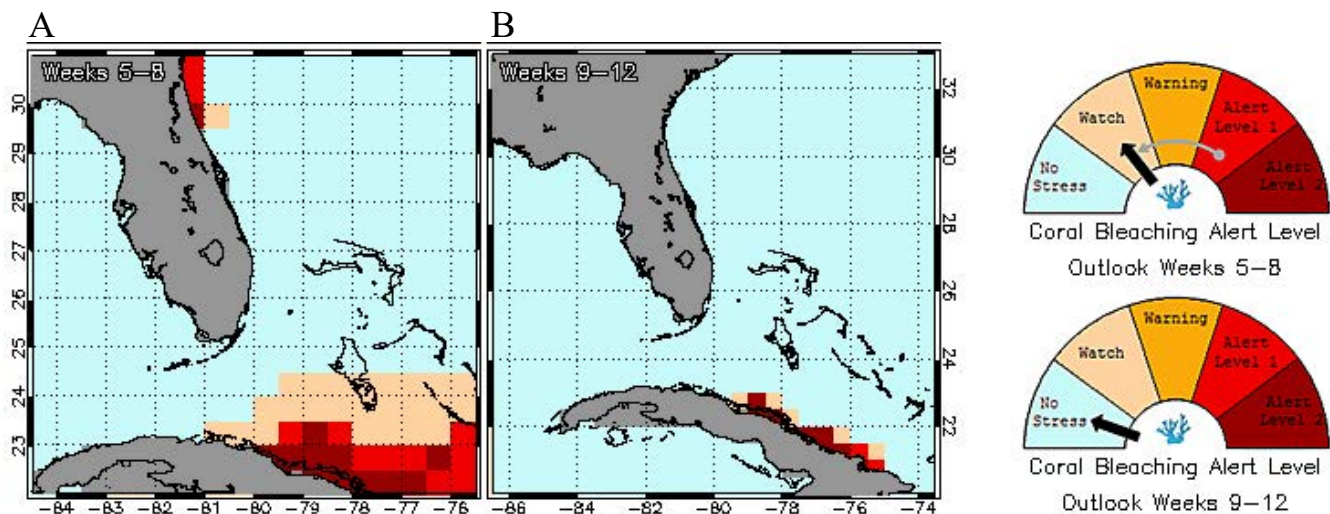 A
B
Weeks 5-8
30
29
28
27
26
25
24
23
-84
-83
-82
-81
-80
-79
-78
-77
-76
Weeks 9-12
32
30
28
26
24
22
-86
-84
-82
-80
-78
-76
-74
No
Stress
Watch
Warning
Alert
Level 1
Alert
Level 2
Coral Bleaching Alert Level
Outlook Weeks 5-8
No
Stress
Watch
Warning
Alert
Level 1
Alert
Level 2
Coral Bleaching Alert Level
Outlook Weeks 9-12